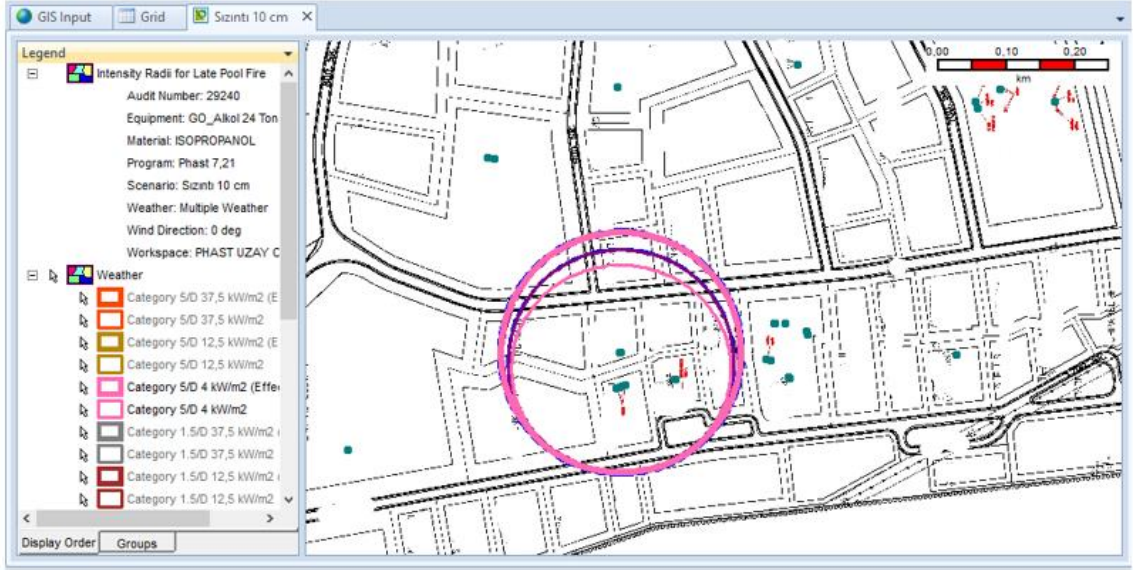 GIS Input
Grid
Sızıntı 10 cm
Legend
Intensity Radii for Late Pool Fire
Audit Number: 29240
Equipment: GO_Alkol 24 Ton
Material: ISOPROPANOL
Program: Phast 7,21
Scenario: Sızıntı 10 cm
Weather: Multiple Weather
Wind Direction: 0 deg
Workspace: PHAST UZAY C
Weather
Category 5/D 37,5 kW/m2 (E
Category 5/D 37,5 kW/m2
Category 5/D 12,5 kW/m2 (E
Category 5/D 12,5 kW/m2
Category 5/D 4 kW/m2 (Effe
Category 5/D 4 kW/m2
Category 1.5/D 37,5 kW/m2
Category 1.5/D 37,5 kW/m2
Category 1.5/D 12,5 kW/m2
Category 1.5/D 12,5 kW/m2
Display Order
Groups
0,00 0,10 0,20
km